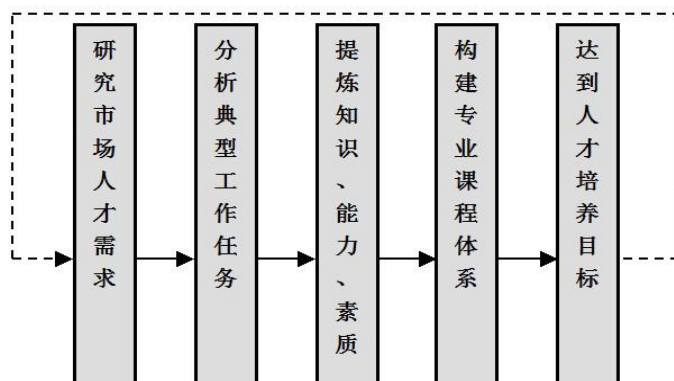 研究市场人才需求
分析典型工作任务
提炼知识、能力、素质
构建专业课程体系
达到人才培养目标